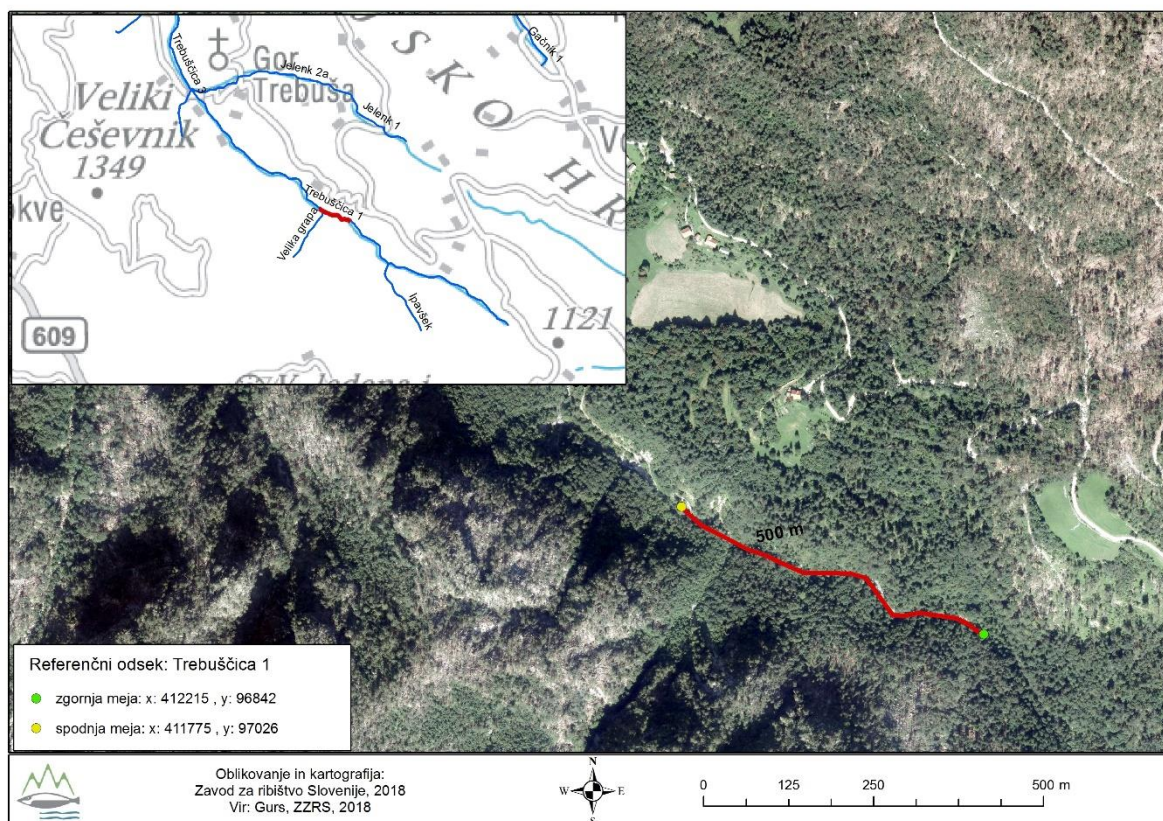 Trebuščica 3
Gor.
Trebuša
Jelenk 2a
Jelenk 1
Gačnik 1
SKO
Veliki
Češevnik
1349
Trebuščica 1
Velika grapa
Ipavšek
609
1121
500 m
Referenčni odsek: Trebuščica 1
zgornja meja: x: 412215 , y: 96842
spodnja meja: x: 411775 , y: 97026
Oblikovanje in kartografija:
Zavod za ribištvo Slovenije, 2018
Vir: Gurs, ZZRS, 2018
N
W E
S
0 125 250 500 m